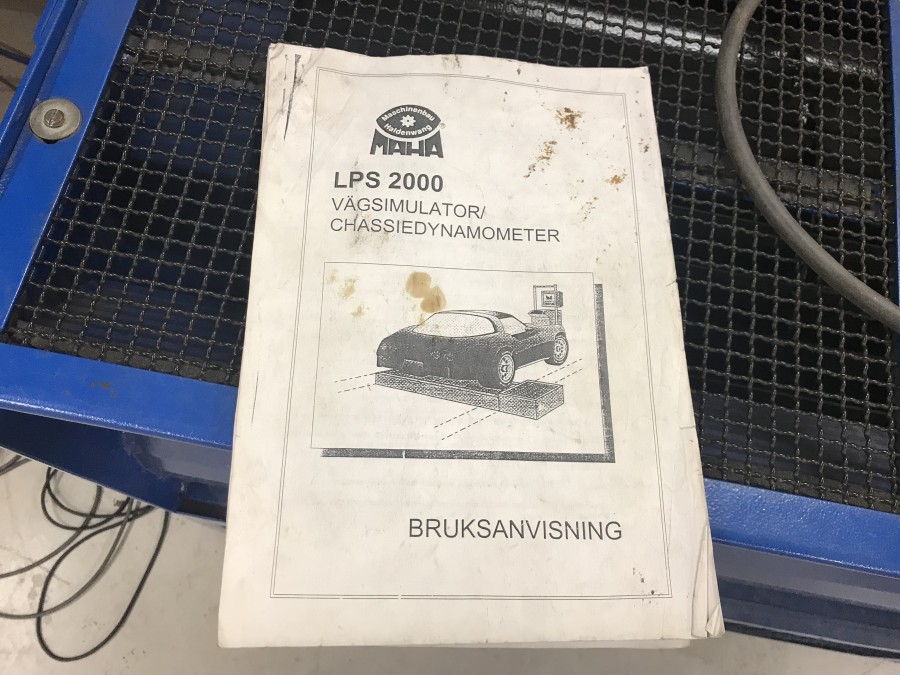 Maschinenbau
Haldenwang
MAHA®
LPS 2000
VÄGSIMULATOR/
CHASSIEDYNAMOMETER
BRUKSANVISNING